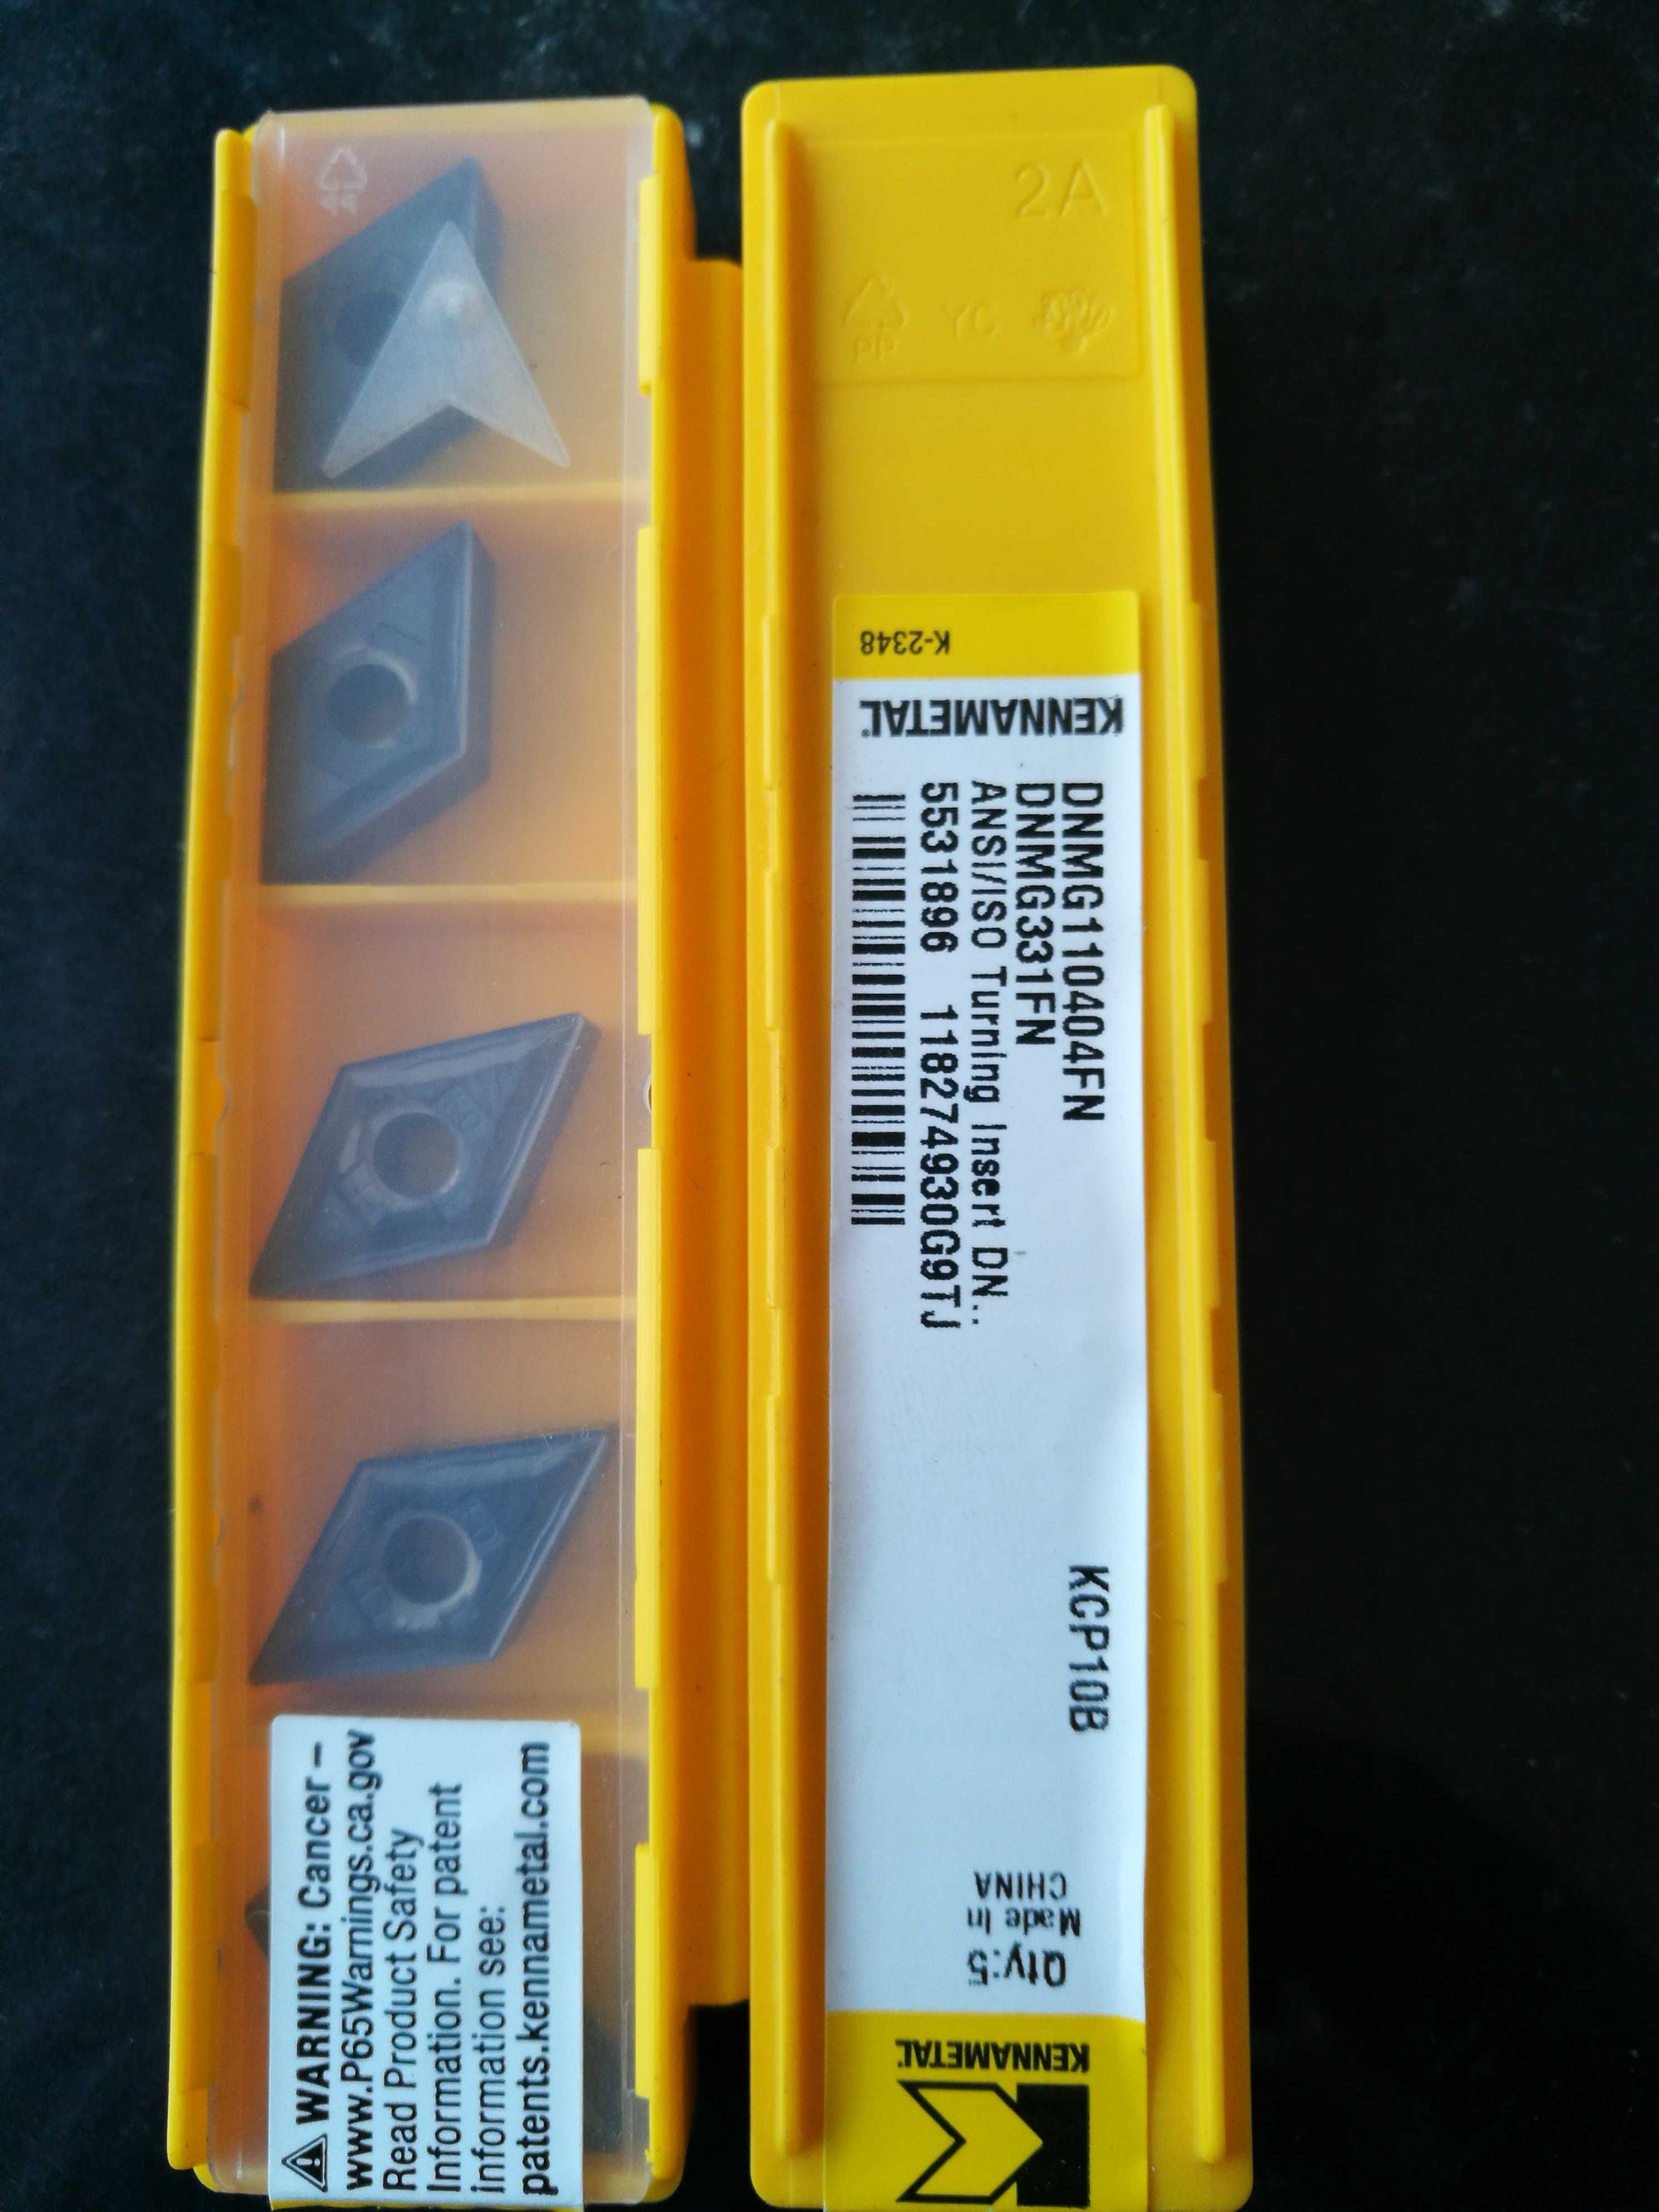 2A
PP
YC
K-2348
KENNAMETAL
DNMG110404FN
DNMG331FN
ANSI/ISO Turning Insert DN..
5531896 118274930G9TJ
KCP10B
Qty:5
Made In
CHINA
KENNAMETAL
⚠ WARNING: Cancer –
www.P65Warnings.ca.gov
Read Product Safety
Information. For patent
information see:
patents.kennametal.com